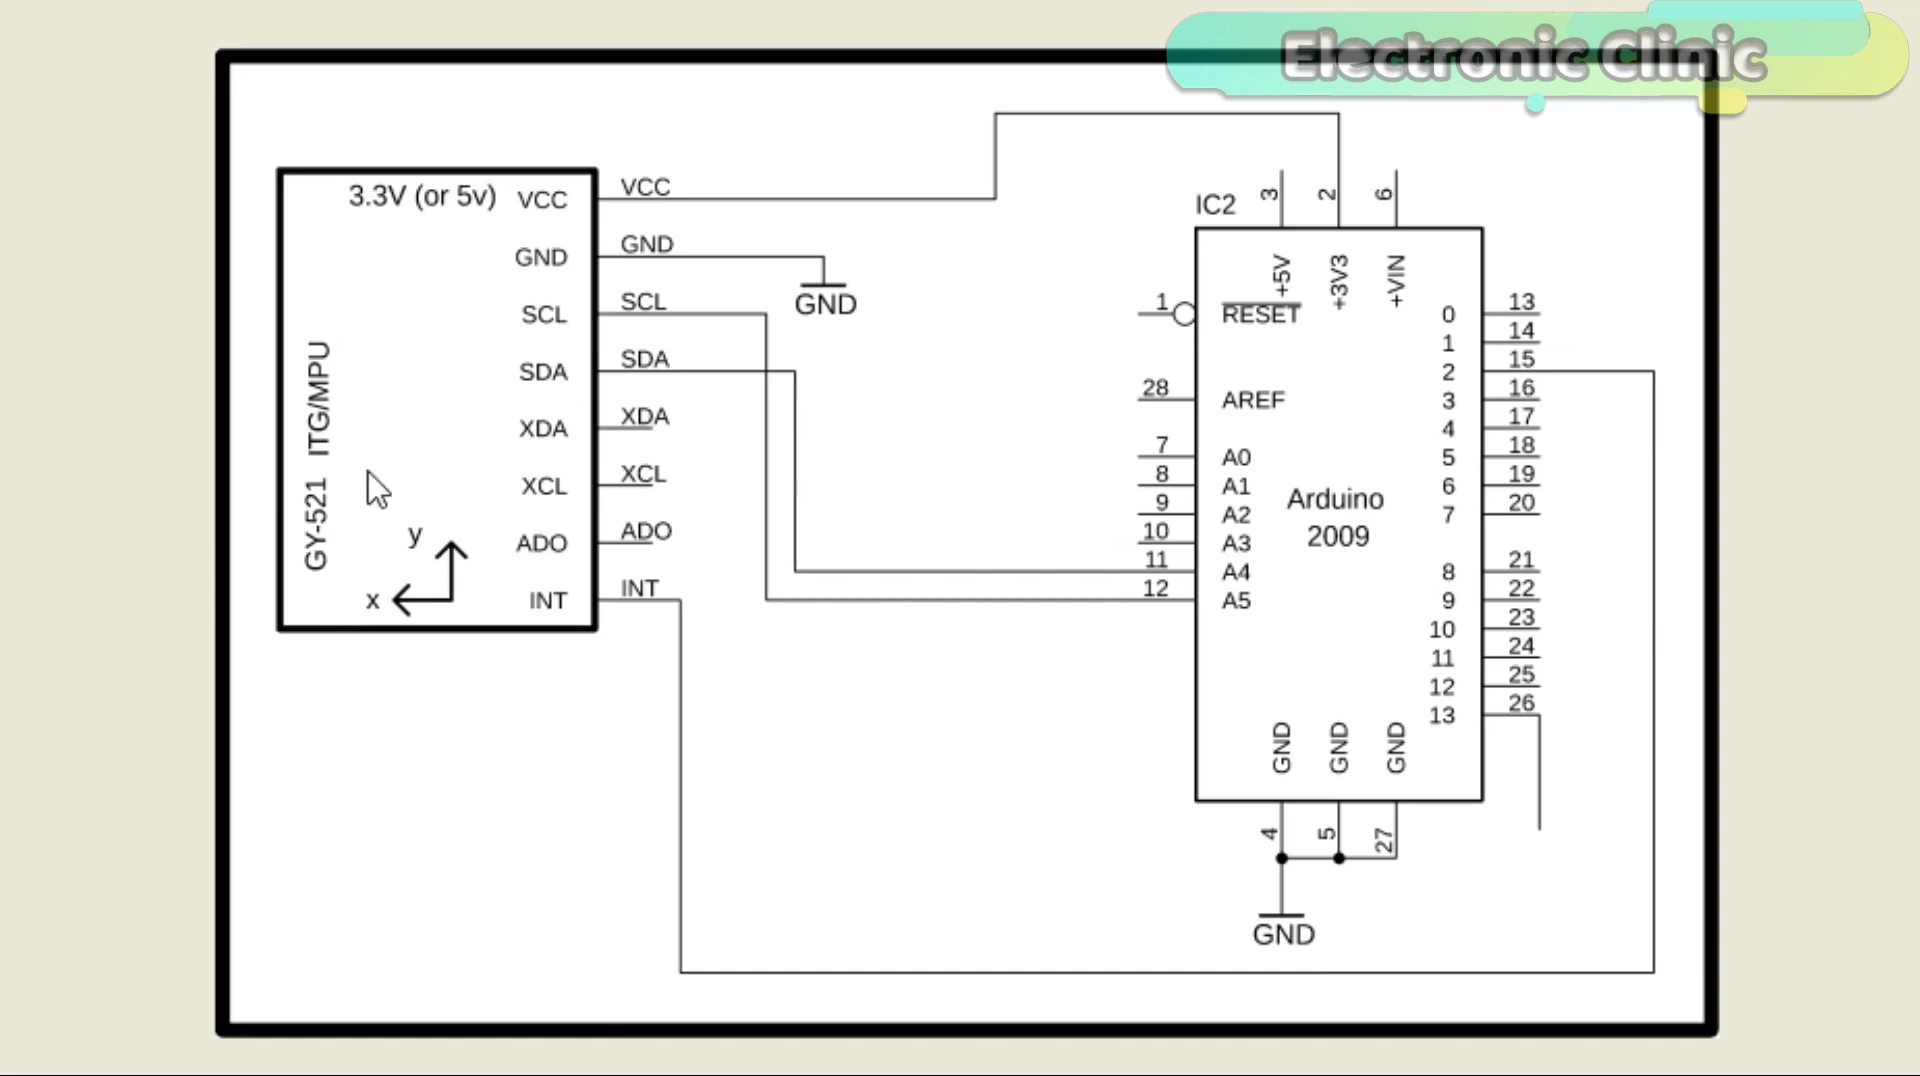 Electronic Clinic
3.3V (or 5v) VCC VCC
GND GND
GND
SCL SCL
SDA SDA
XDA XDA
XCL XCL
ADO ADO
INT INT
GY-521 ITG/MPU
y
x
IC2
3 2 6
+5V +3V3 +VIN
1 RESET
28 AREF
7 A0
8 A1
9 A2
10 A3
11 A4
12 A5
Arduino
2009
0 13
1 14
2 15
3 16
4 17
5 18
6 19
7 20
8 21
9 22
10 23
11 24
12 25
13 26
GND GND GND
4 5 27
GND